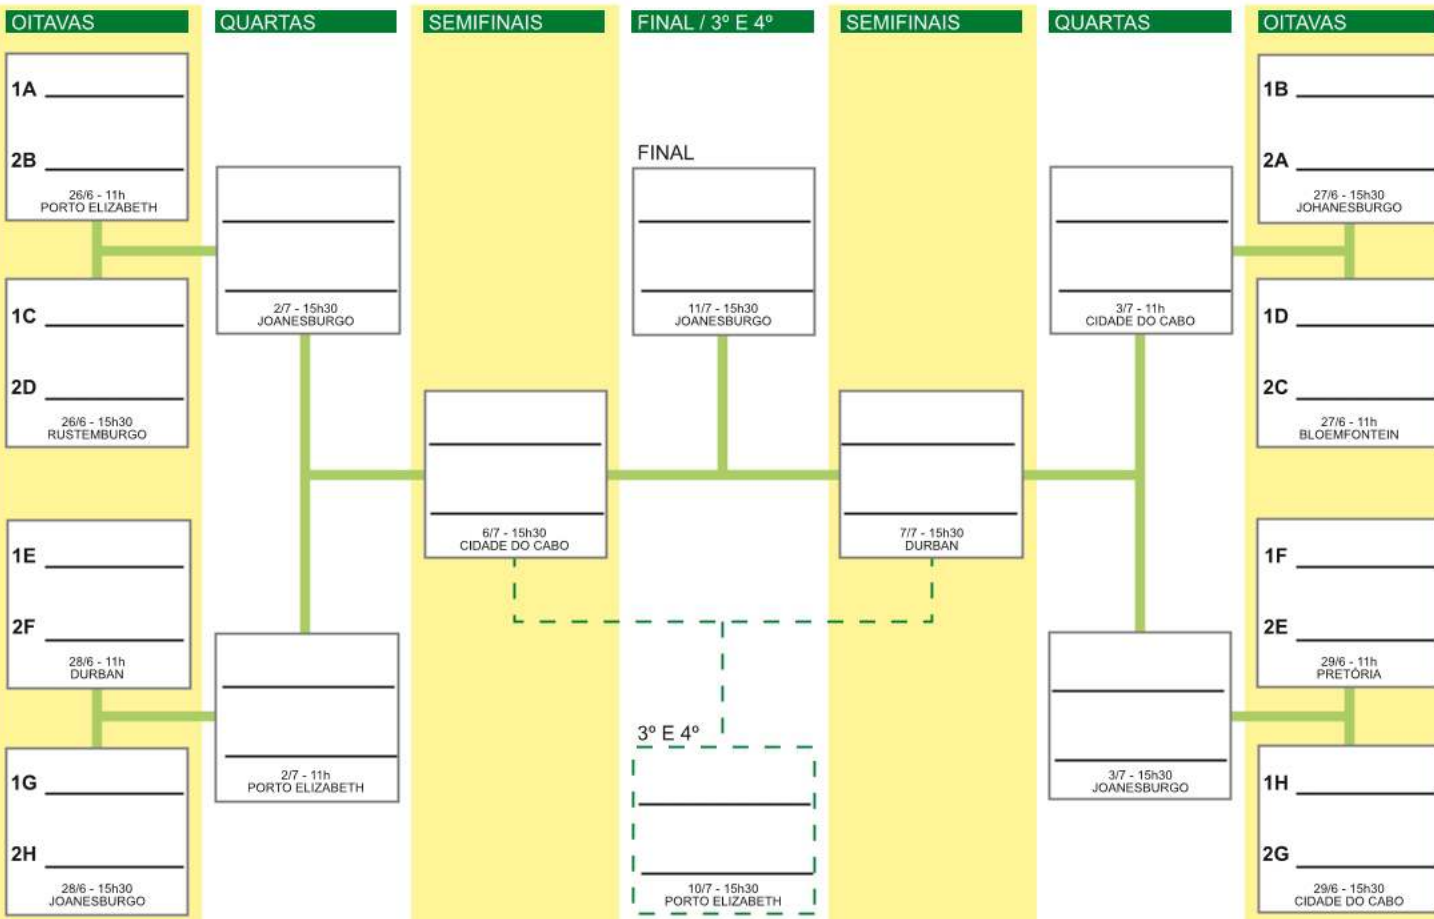 OITAVAS
QUARTAS
SEMIFINAIS
FINAL / 3º E 4º
SEMIFINAIS
QUARTAS
OITAVAS
1A
2B
26/6 - 11h
PORTO ELIZABETH
1C
2D
26/6 - 15h30
RUSTEMBURGO
1E
2F
28/6 - 11h
DURBAN
1G
2H
28/6 - 15h30
JOANESBURGO
2/7 - 15h30
JOANESBURGO
2/7 - 11h
PORTO ELIZABETH
6/7 - 15h30
CIDADE DO CABO
FINAL
11/7 - 15h30
JOANESBURGO
3º E 4º
10/7 - 15h30
PORTO ELIZABETH
7/7 - 15h30
DURBAN
3/7 - 11h
CIDADE DO CABO
3/7 - 15h30
JOANESBURGO
1B
2A
27/6 - 15h30
JOHANESBURGO
1D
2C
27/6 - 11h
BLOEMFONTEIN
1F
2E
29/6 - 11h
PRETÓRIA
1H
2G
29/6 - 15h30
CIDADE DO CABO